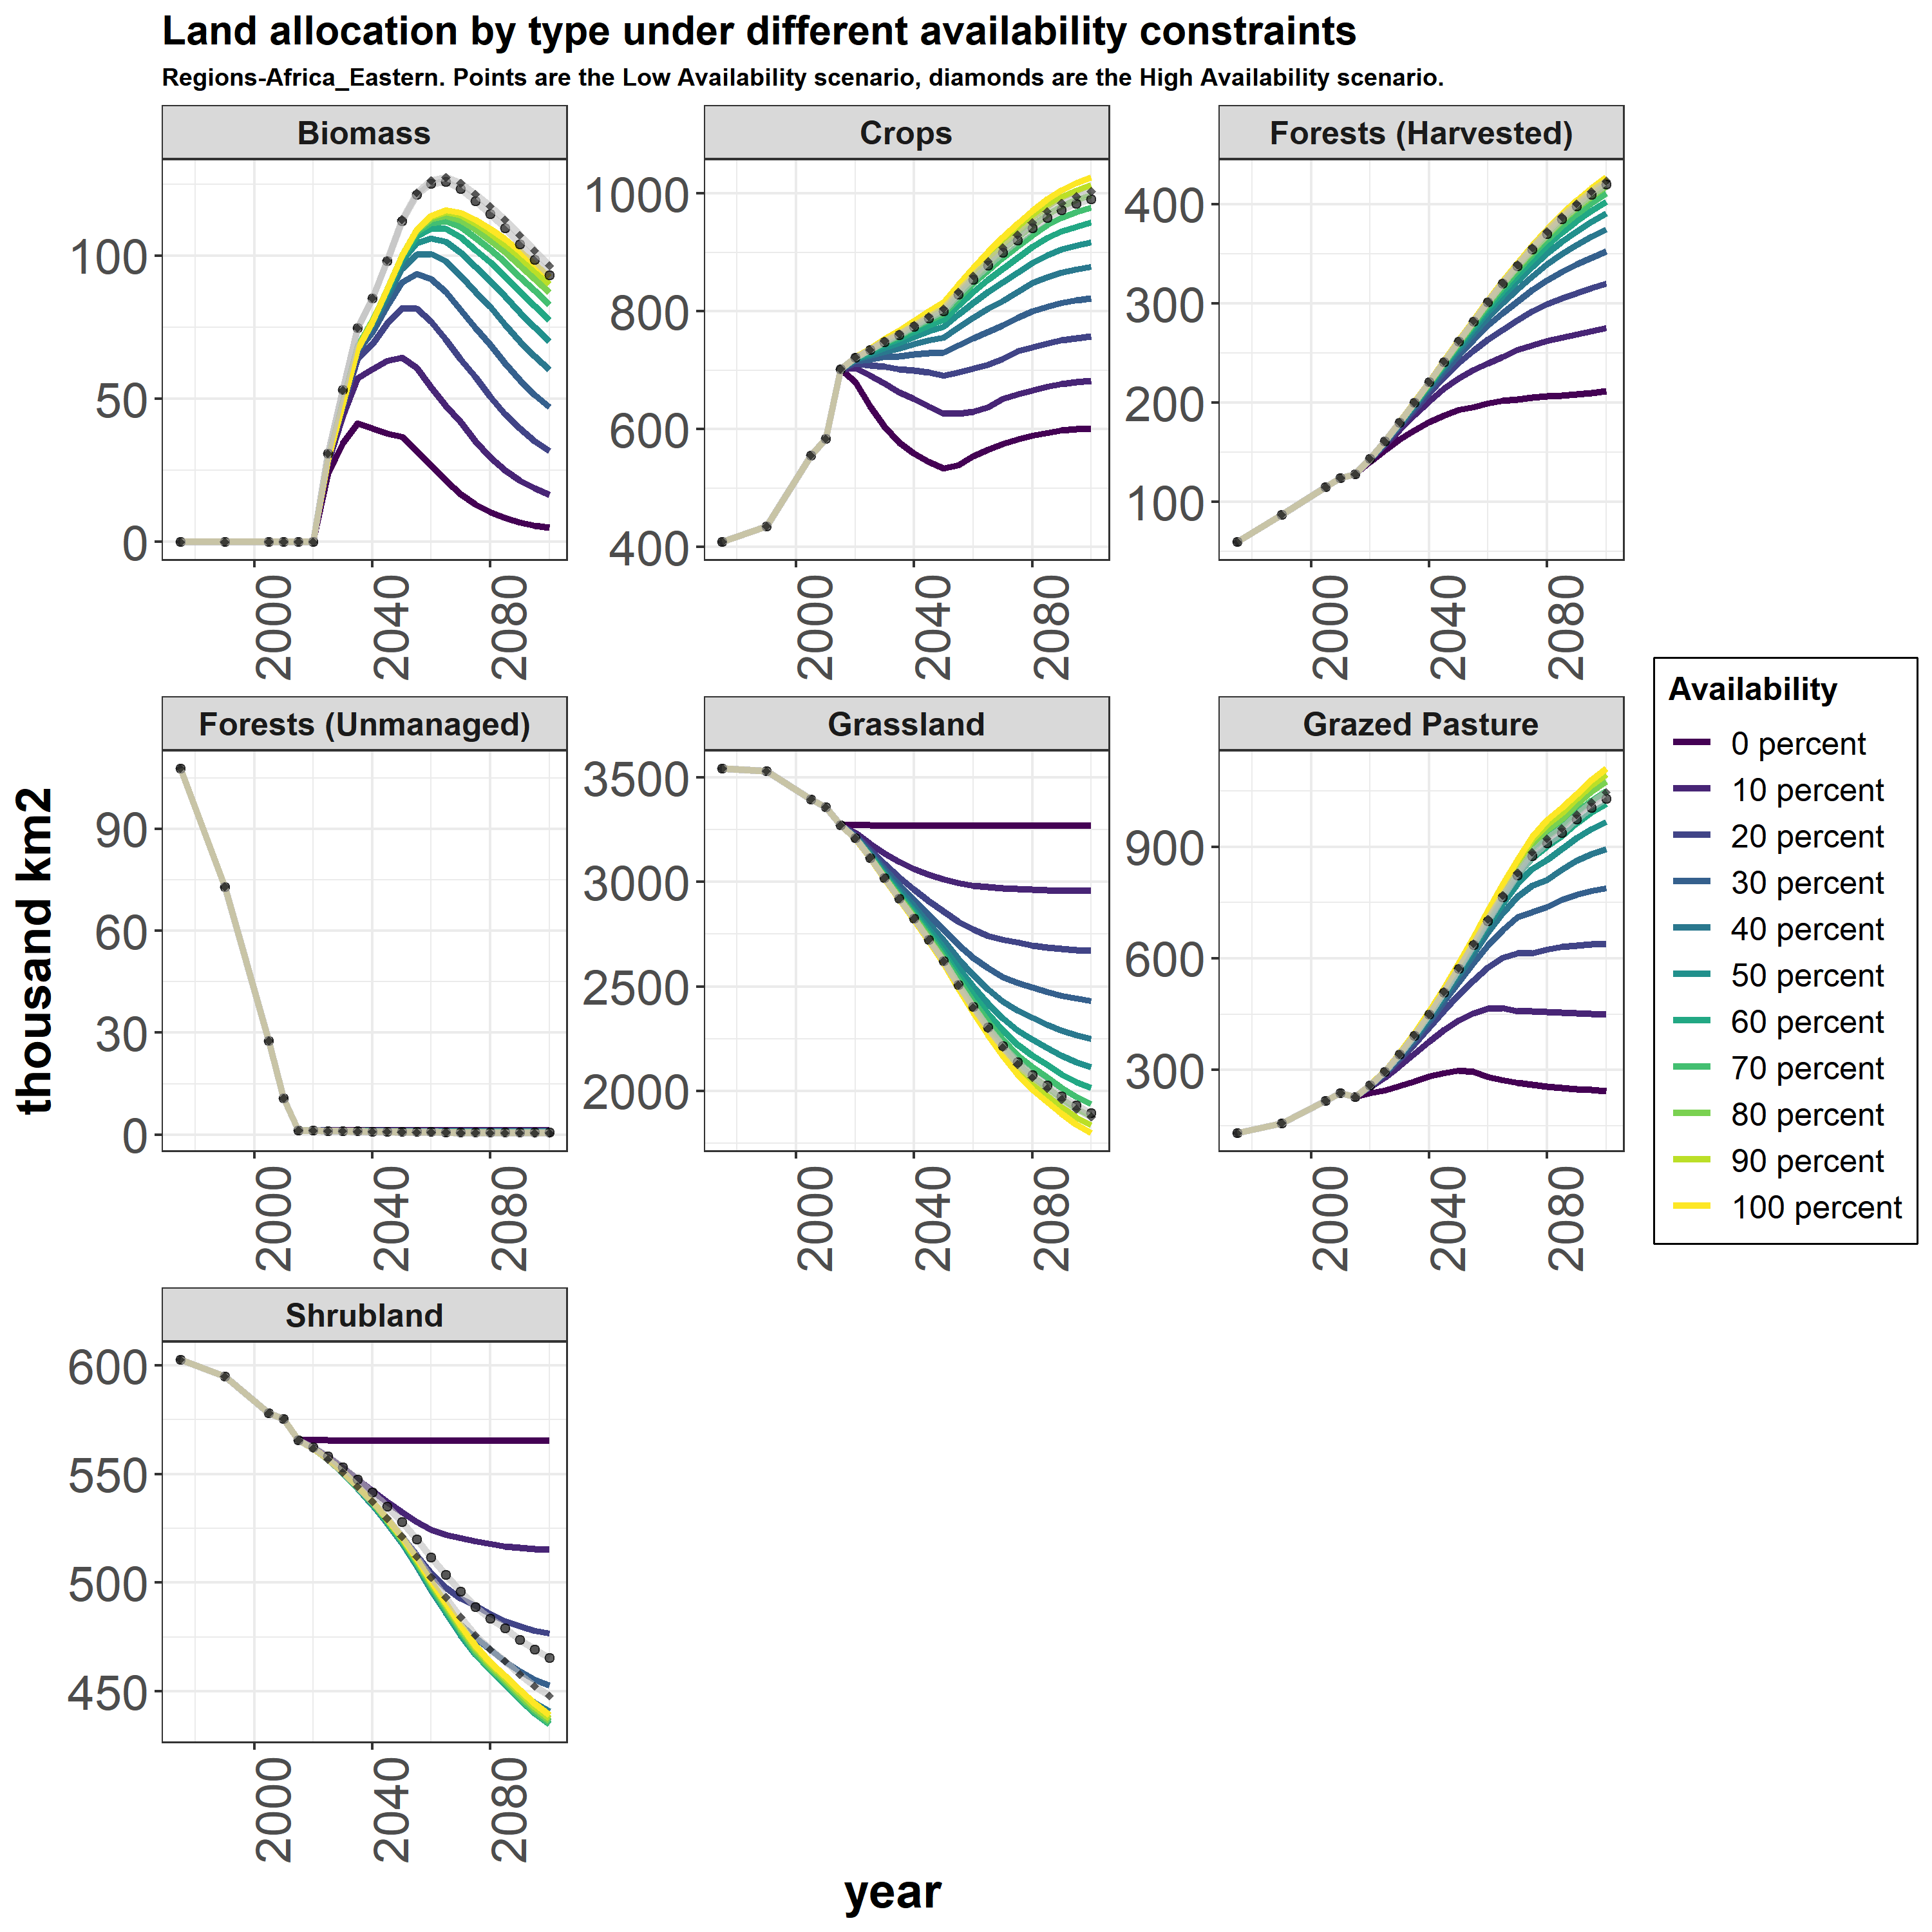 Land allocation by type under different availability constraints
Regions-Africa_Eastern. Points are the Low Availability scenario, diamonds are the High Availability scenario.
Biomass
Crops
Forests (Harvested)
100
50
0
1000
800
600
400
400
300
200
100
2000
2040
2080
2000
2040
2080
2000
2040
2080
Forests (Unmanaged)
Grassland
Grazed Pasture
90
60
30
0
3500
3000
2500
2000
900
600
300
2000
2040
2080
2000
2040
2080
2000
2040
2080
Shrubland
600
550
500
450
2000
2040
2080
thousand km2
year
Availability
0 percent
10 percent
20 percent
30 percent
40 percent
50 percent
60 percent
70 percent
80 percent
90 percent
100 percent